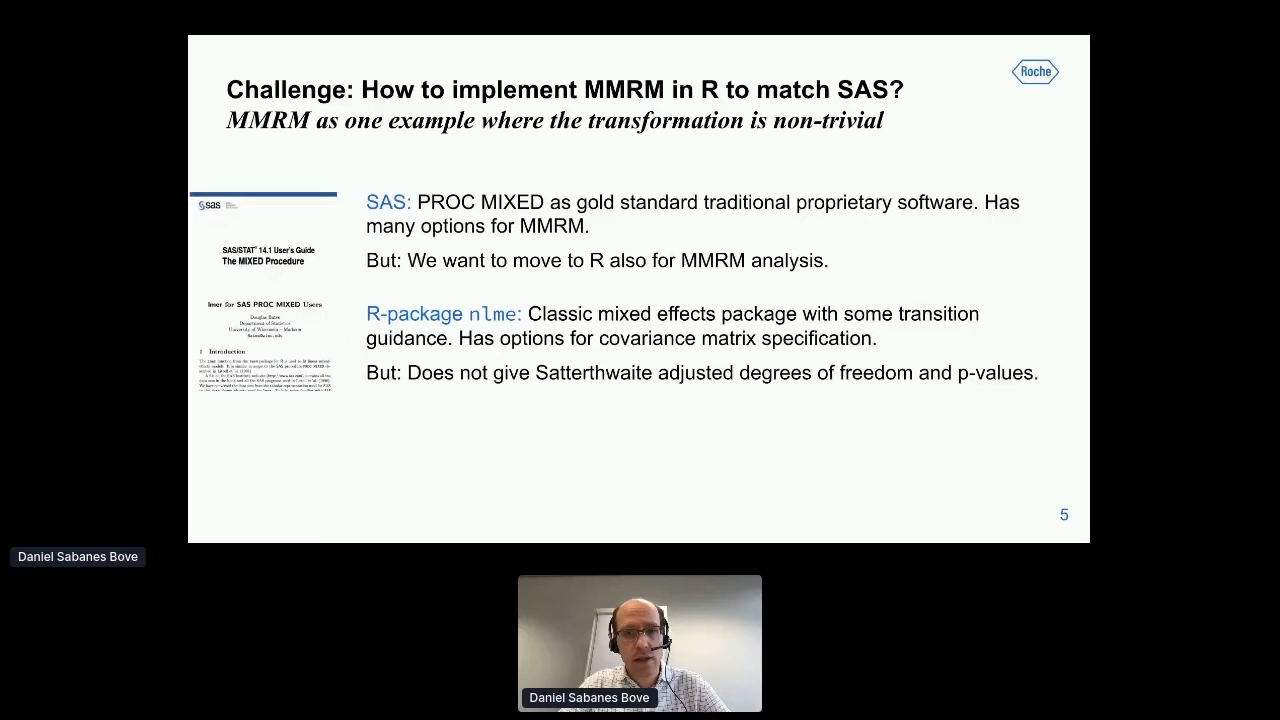 Challenge: How to implement MMRM in R to match SAS?
MMRM as one example where the transformation is non-trivial
Roche
SAS: PROC MIXED as gold standard traditional proprietary software. Has
many options for MMRM.
But: We want to move to R also for MMRM analysis.
R-package nlme: Classic mixed effects package with some transition
guidance. Has options for covariance matrix specification.
But: Does not give Satterthwaite adjusted degrees of freedom and p-values.
sas
SAS/STAT® 14.1 User's Guide
The MIXED Procedure
lmer for SAS PROC MIXED Users
Douglas Bates
Department of Statistics
University of Wisconsin – Madison
1 Introduction
5
Daniel Sabanes Bove
Daniel Sabanes Bove